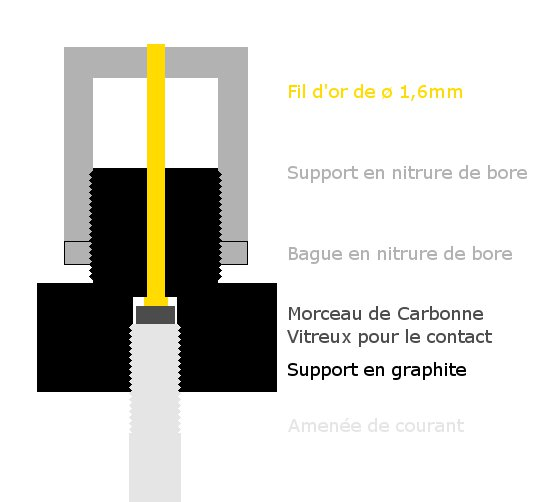 Fil d'or de ø 1,6mm
Support en nitrure de bore
Bague en nitrure de bore
Morceau de Carbonne
Vitreux pour le contact
Support en graphite
Amenée de courant